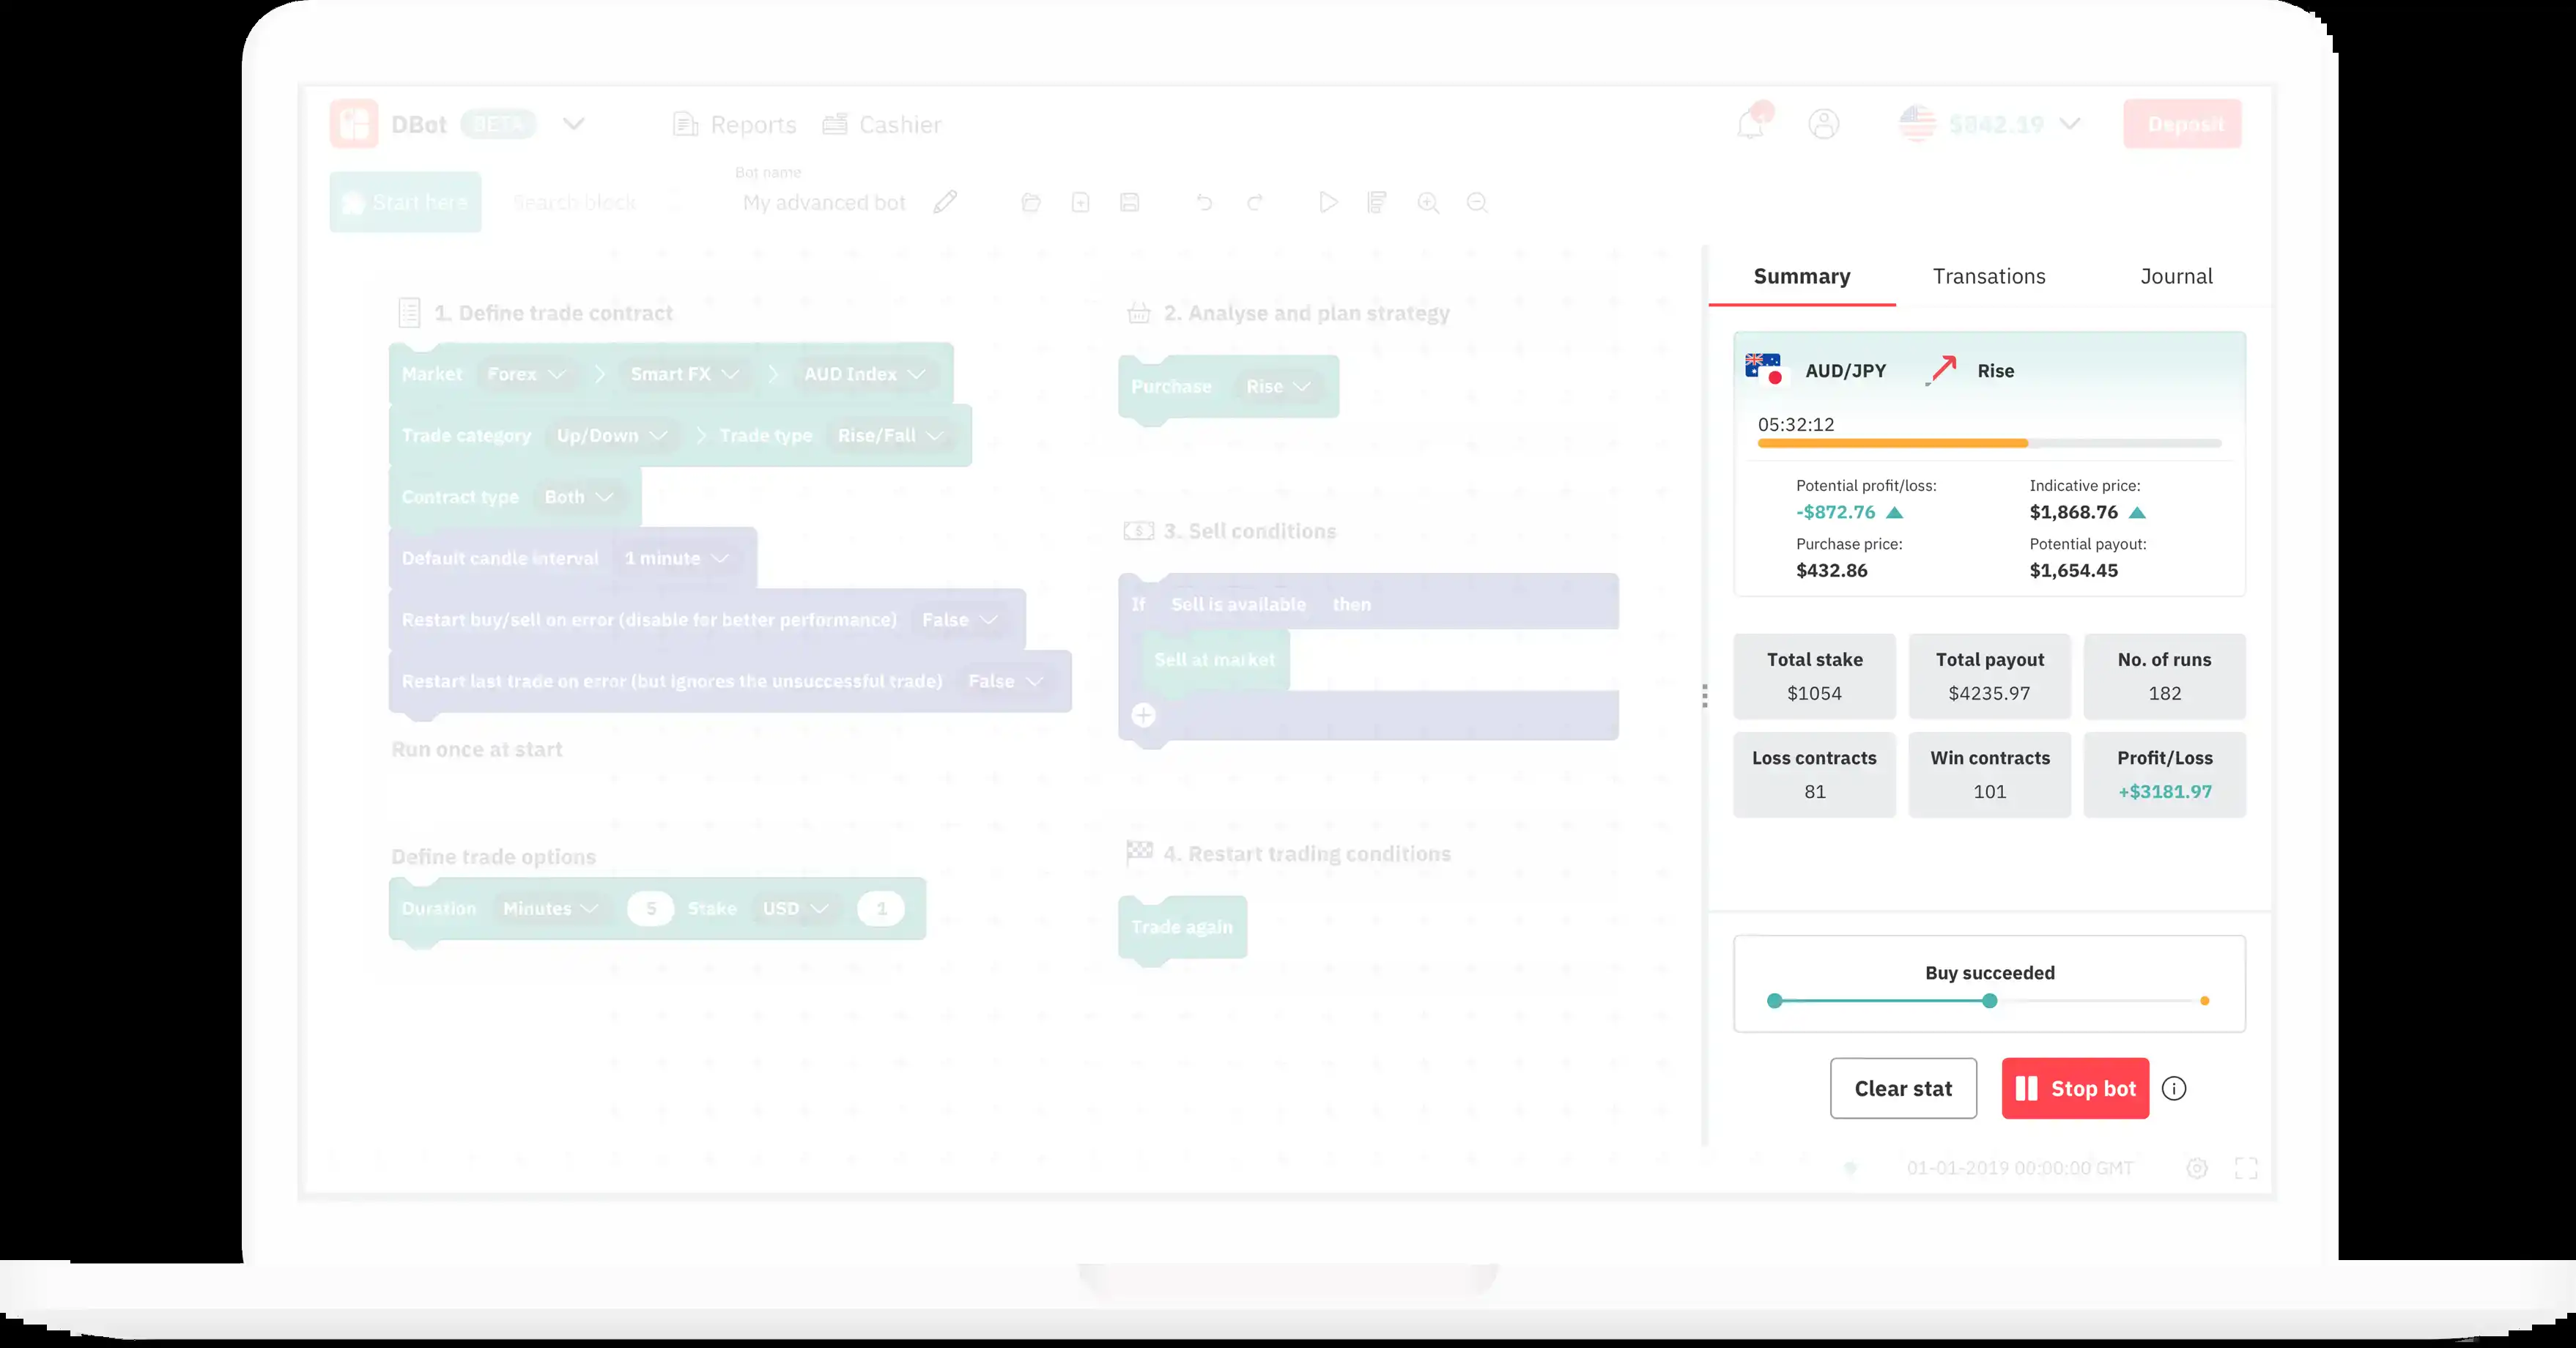 DBot BETA Reports Cashier $842.19 Deposit
Start here Search block Bot name
My advanced bot
Summary Transations Journal
1. Define trade contract
Market Forex Smart FX AUD Index
Trade category Up/Down Trade type Rise/Fall
Contract type Both
Default candle interval 1 minute
Restart buy/sell on error (disable for better performance) False
Restart last trade on error (but ignores the unsuccessful trade) False
Run once at start
Define trade options
Duration Minutes 5 Stake USD 1
2. Analyse and plan strategy
Purchase Rise
3. Sell conditions
If Sell is available then
Sell at market
4. Restart trading conditions
Trade again
AUD/JPY Rise
05:32:12
Potential profit/loss: Indicative price:
-$872.76 $1,868.76
Purchase price: Potential payout:
$432.86 $1,654.45
Total stake Total payout No. of runs
$1054 $4235.97 182
Loss contracts Win contracts Profit/Loss
81 101 +$3181.97
Buy succeeded
Clear stat Stop bot
01-01-2019 00:00:00 GMT